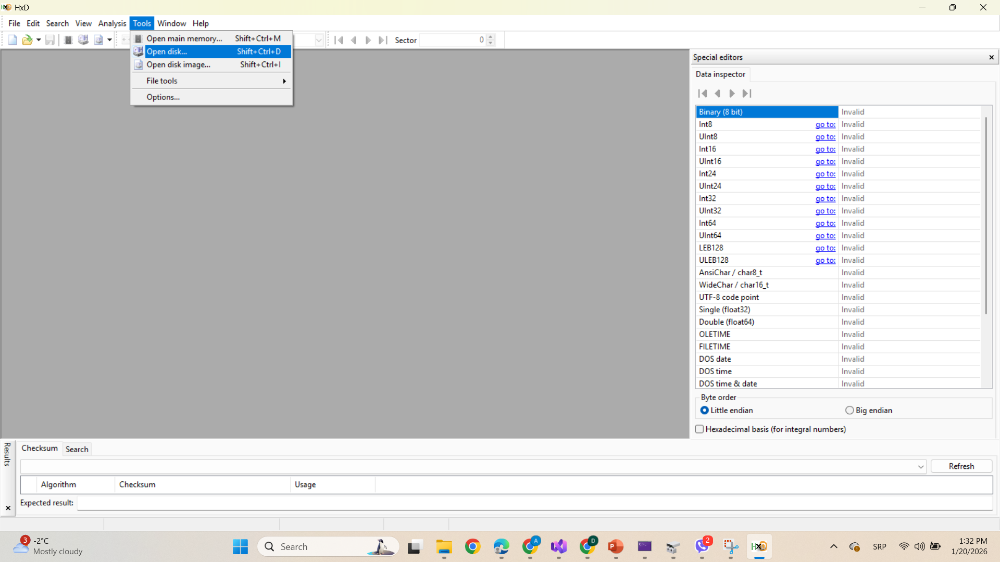 HxD
File Edit Search View Analysis Tools Window Help
Sector 0
Open main memory... Shift+Ctrl+M
Open disk... Shift+Ctrl+D
Open disk image... Shift+Ctrl+I
File tools
Options...
Special editors
Data inspector
Binary (8 bit) Invalid
Int8 go to: Invalid
UInt8 go to: Invalid
Int16 go to: Invalid
UInt16 go to: Invalid
Int24 go to: Invalid
UInt24 go to: Invalid
Int32 go to: Invalid
UInt32 go to: Invalid
Int64 go to: Invalid
UInt64 go to: Invalid
LEB128 go to: Invalid
ULEB128 go to: Invalid
AnsiChar / char8_t Invalid
WideChar / char16_t Invalid
UTF-8 code point Invalid
Single (float32) Invalid
Double (float64) Invalid
OLETIME Invalid
FILETIME Invalid
DOS date Invalid
DOS time Invalid
DOS time & date Invalid
Byte order
Little endian Big endian
Hexadecimal basis (for integral numbers)
Results
Checksum Search
Refresh
Algorithm Checksum Usage
Expected result:
3
-2°C
Mostly cloudy
Search
A
D
2
SRP
1:32 PM
1/20/2026